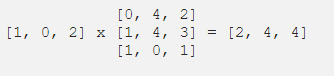 [0, 4, 2]
[1, 0, 2] x [1, 4, 3] = [2, 4, 4]
[1, 0, 1]